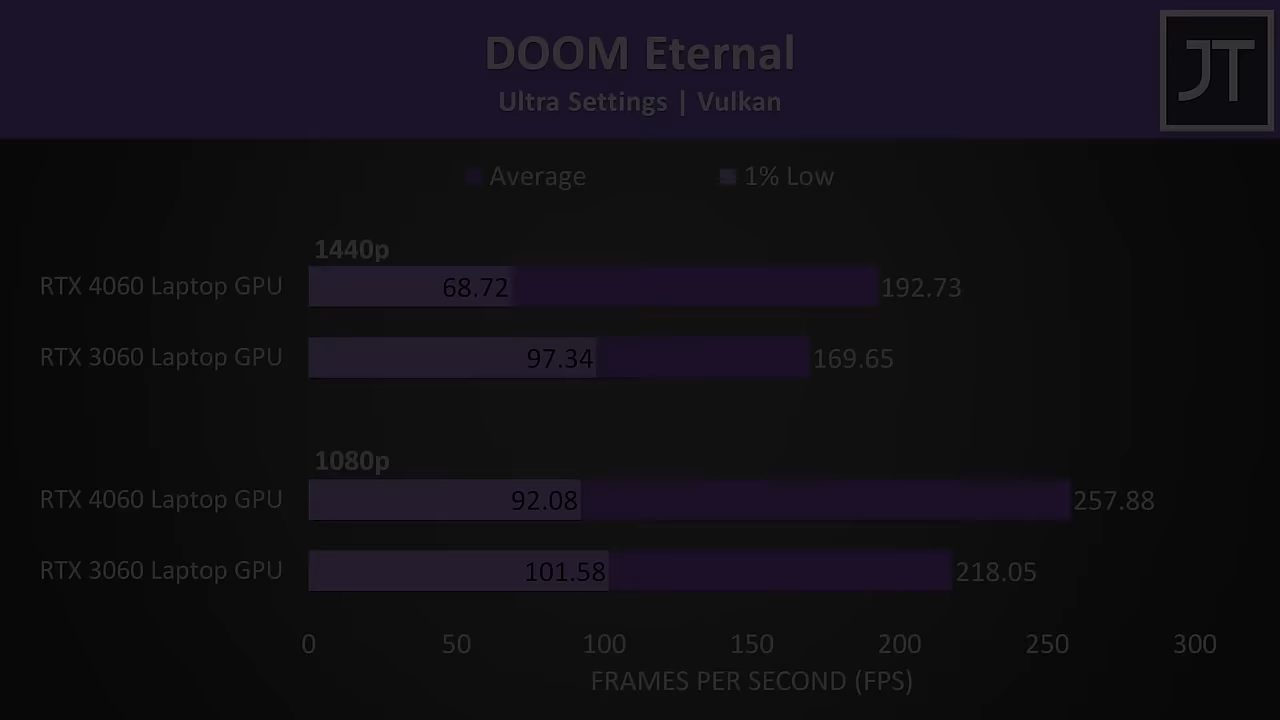 DOOM Eternal
Ultra Settings | Vulkan
JT
Average
1% Low
1440p
RTX 4060 Laptop GPU 68.72 192.73
RTX 3060 Laptop GPU 97.34 169.65
1080p
RTX 4060 Laptop GPU 92.08 257.88
RTX 3060 Laptop GPU 101.58 218.05
0 50 100 150 200 250 300
FRAMES PER SECOND (FPS)